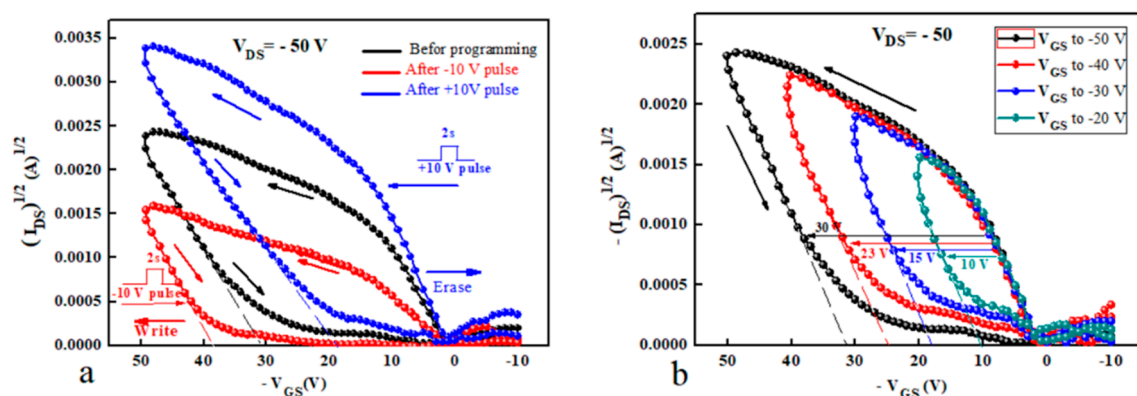 V_DS= - 50 V
Befor programming
After -10 V pulse
After +10V pulse
2s
+10 V pulse
2s
-10 V pulse
Write
Erase
(I_DS)^1/2 (A)^1/2
0.0035
0.0030
0.0025
0.0020
0.0015
0.0010
0.0005
0.0000
50 40 30 20 10 0 -10
- V_GS(V)
a
V_DS= - 50
V_GS to -50 V
V_GS to -40 V
V_GS to -30 V
V_GS to -20 V
30 V
23 V
15 V
10 V
- (I_DS)^1/2 (A)^1/2
0.0025
0.0020
0.0015
0.0010
0.0005
0.0000
50 40 30 20 10 0 -10
- V_GS(V)
b